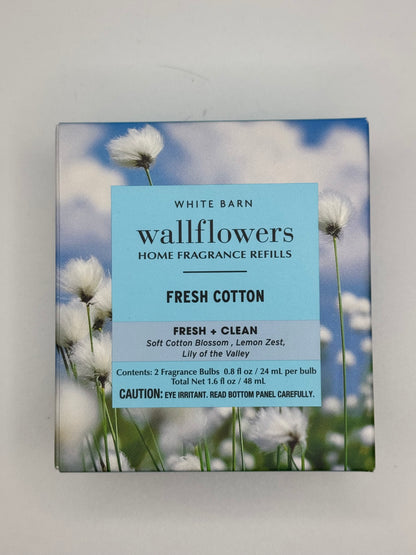 WHITE BARN
wallflowers
HOME FRAGRANCE REFILLS
FRESH COTTON
FRESH + CLEAN
Soft Cotton Blossom , Lemon Zest,
Lily of the Valley
Contents: 2 Fragrance Bulbs 0.8 fl oz / 24 mL per bulb
Total Net 1.6 fl oz / 48 mL
CAUTION: EYE IRRITANT. READ BOTTOM PANEL CAREFULLY.